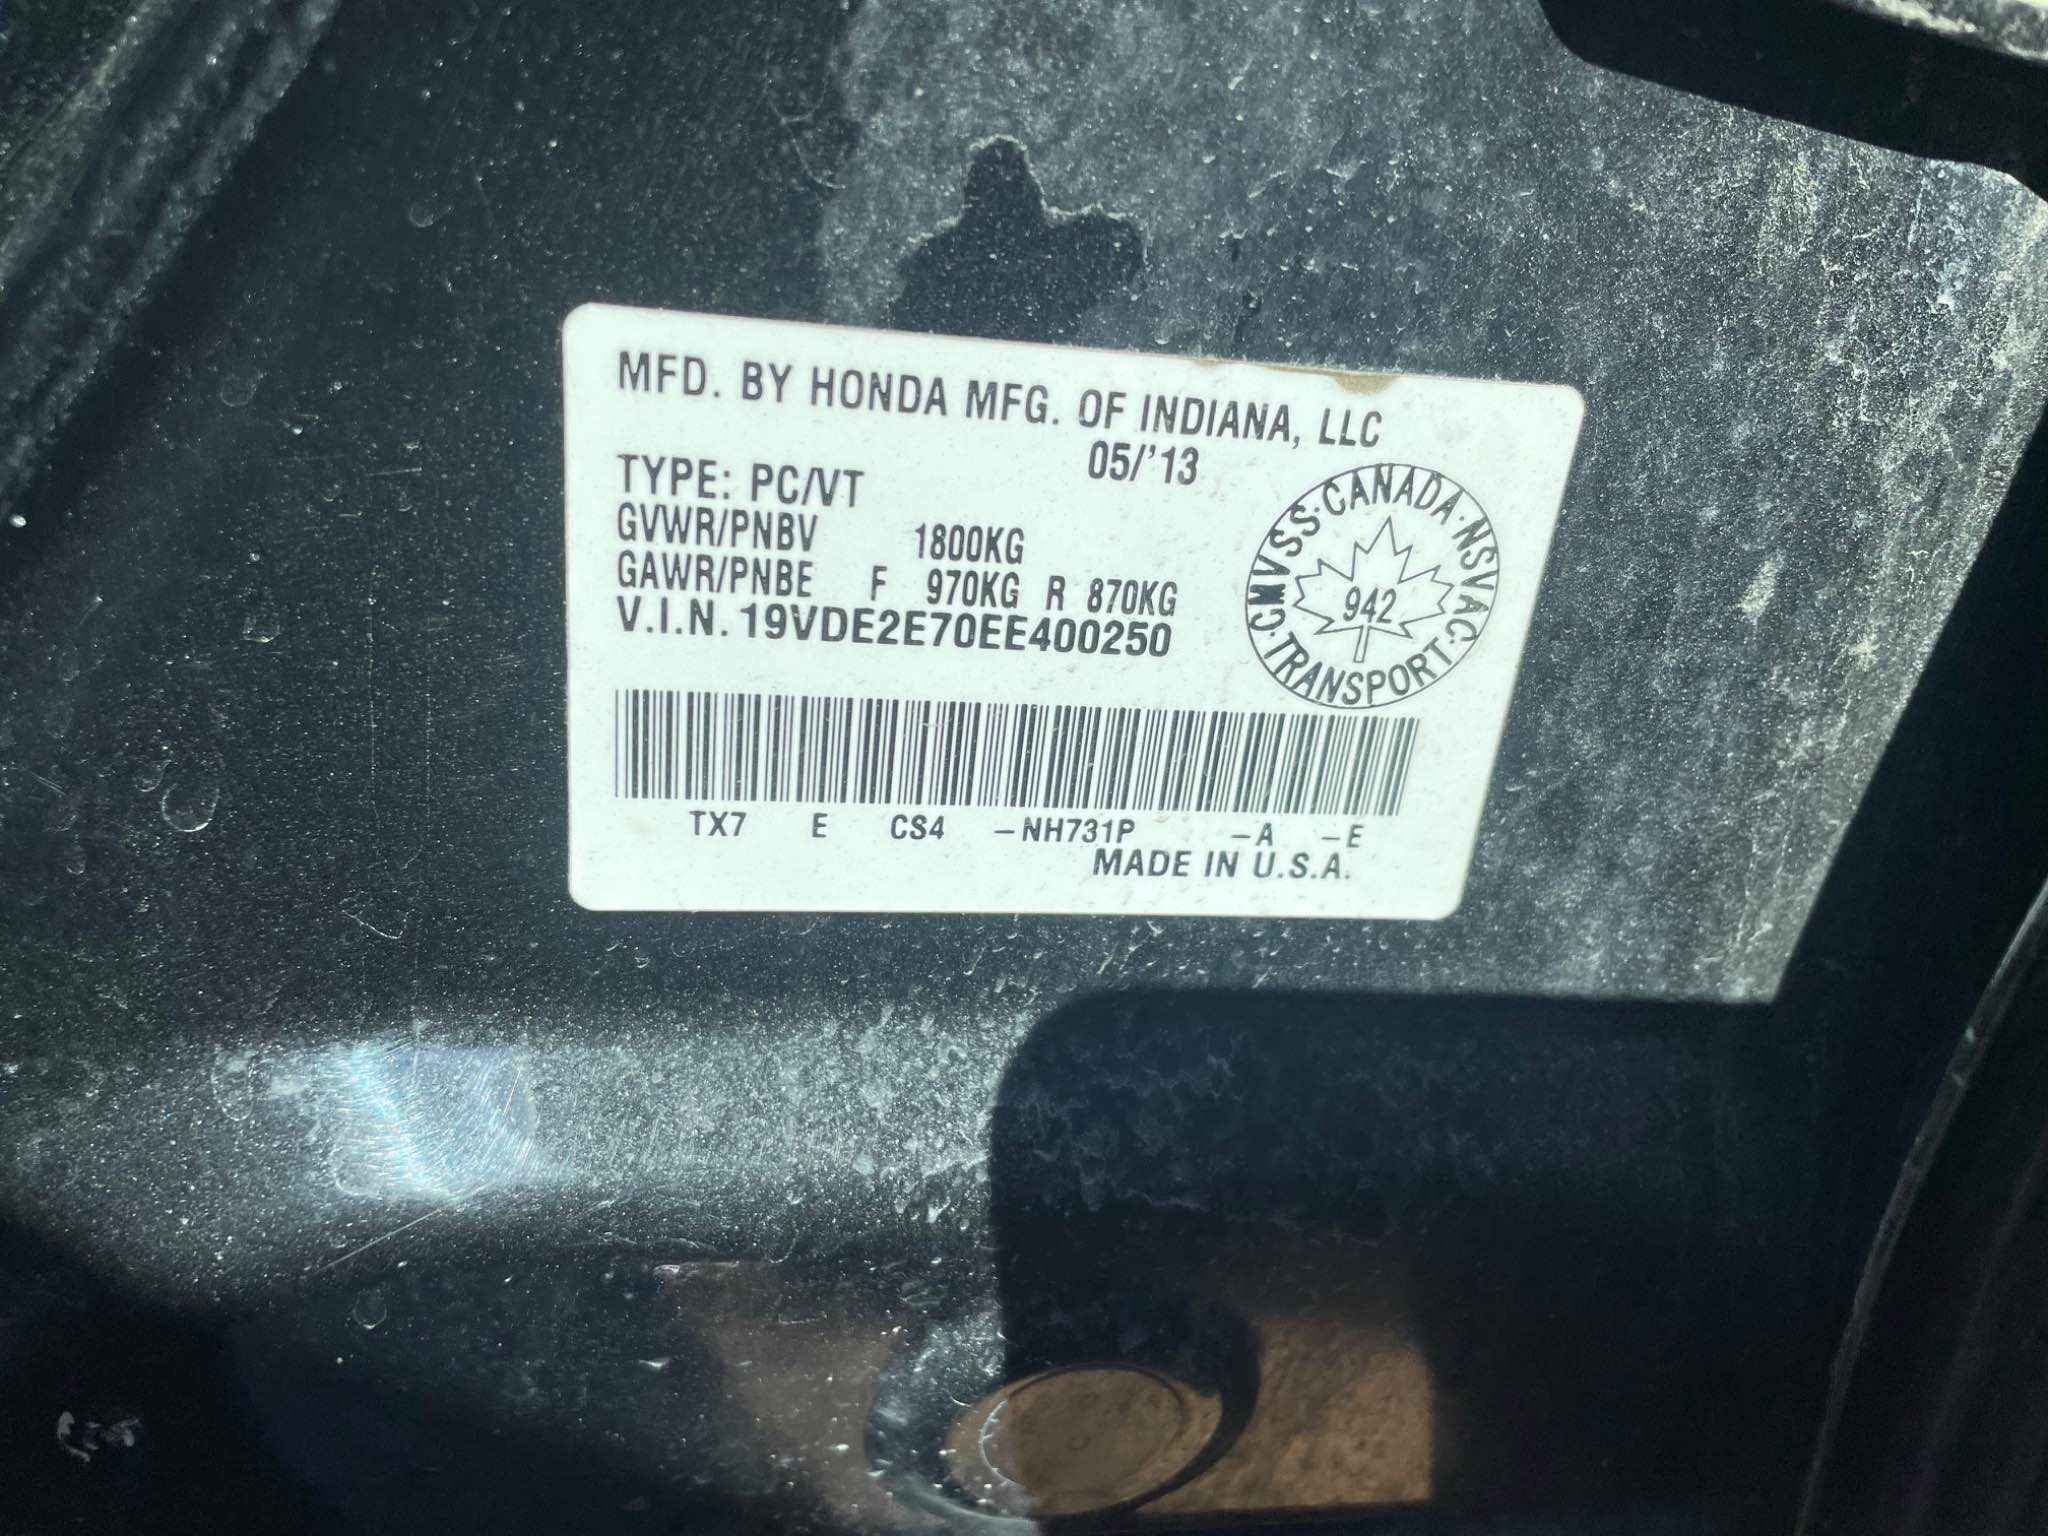 MFD. BY HONDA MFG. OF INDIANA, LLC
05/'13
TYPE: PC/VT
GVWR/PNBV 1800KG
GAWR/PNBE F 970KG R 870KG
V.I.N. 19VDE2E70EE400250
CMVSS·CANADA·NSVAC·TRANSPORT·
942
TX7 E CS4 –NH731P –A –E
MADE IN U.S.A.